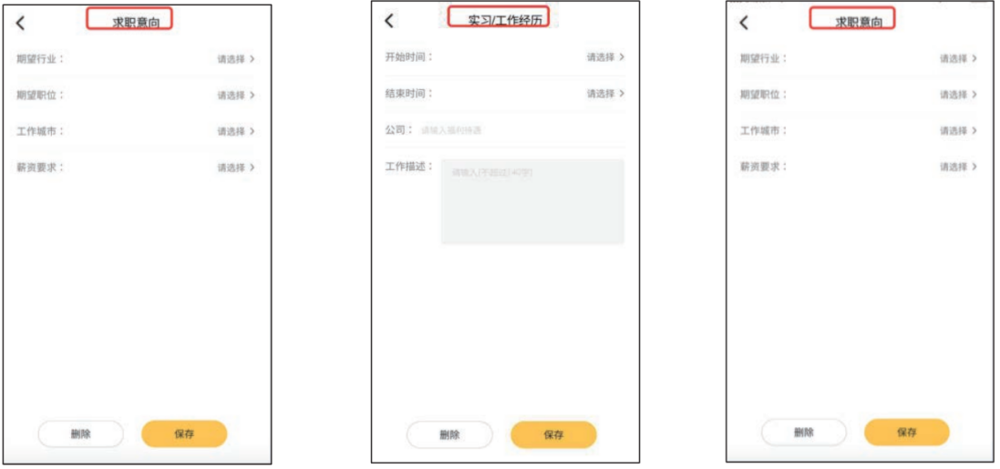 求职意向
期望行业：
请选择 >
期望职位：
请选择 >
工作城市：
请选择 >
薪资要求：
请选择 >
删除
保存
实习/工作经历
开始时间：
请选择 >
结束时间：
请选择 >
公司： 请输入福利待遇
工作描述：
请输入(不超过140字)
删除
保存
求职意向
期望行业：
请选择 >
期望职位：
请选择 >
工作城市：
请选择 >
薪资要求：
请选择 >
删除
保存